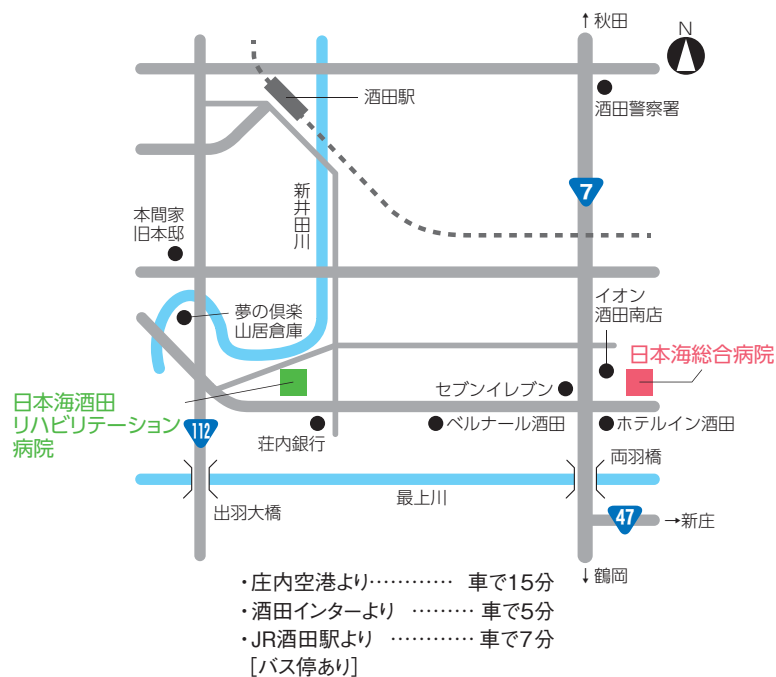 ↑秋田
N
酒田駅
酒田警察署
7
新井田川
本間家
旧本邸
夢の倶楽
山居倉庫
イオン
酒田南店
日本海総合病院
セブンイレブン
日本海酒田
リハビリテーション
病院
112
荘内銀行
ベルナール酒田
ホテルイン酒田
両羽橋
最上川
出羽大橋
47
→新庄
↓鶴岡
・庄内空港より………… 車で15分
・酒田インターより ……… 車で5分
・JR酒田駅より ………… 車で7分
［バス停あり］